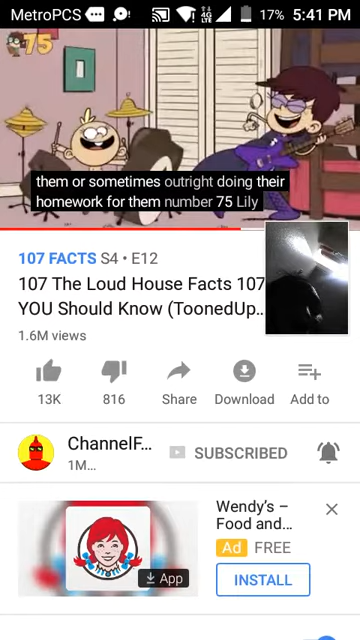 MetroPCS
4G
LTE
17% 5:41 PM
75
them or sometimes outright doing their
homework for them number 75 Lily
107 FACTS S4 • E12
107 The Loud House Facts 107
YOU Should Know (ToonedUp..
1.6M views
13K
816
Share
Download
Add to
ChannelF...
1M...
SUBSCRIBED
Wendy's –
Food and...
Ad FREE
App
INSTALL